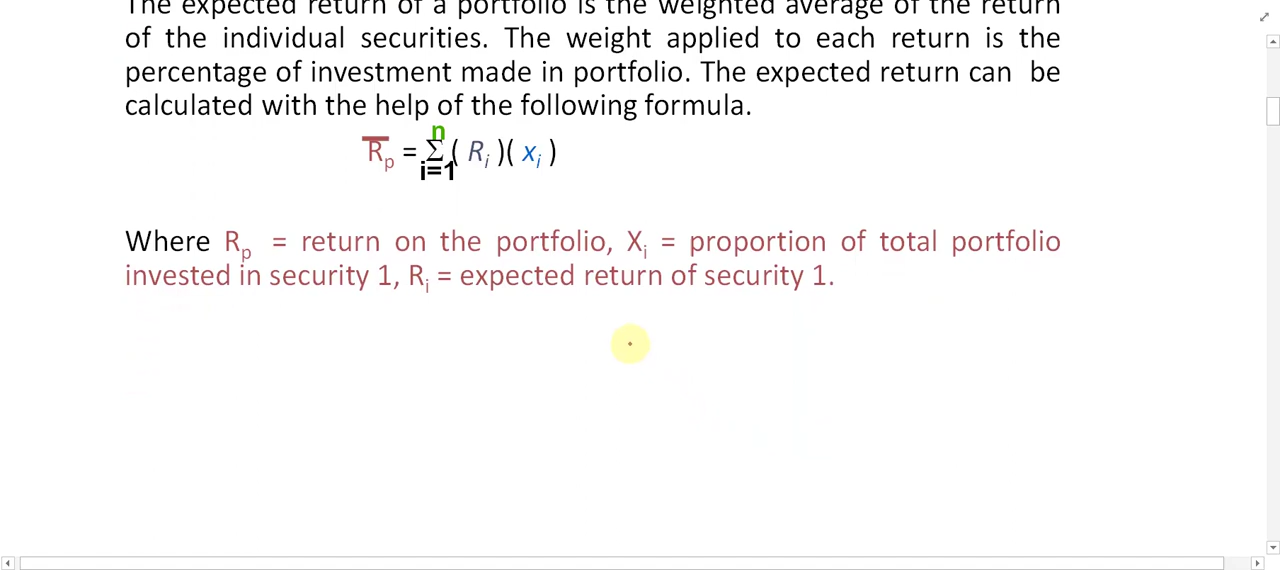 The expected return of a portfolio is the weighted average of the return
of the individual securities. The weight applied to each return is the
percentage of investment made in portfolio. The expected return can be
calculated with the help of the following formula.
n
R̅p = Σ ( Ri )( xi )
i=1
Where Rp = return on the portfolio, Xi = proportion of total portfolio
invested in security 1, Ri = expected return of security 1.